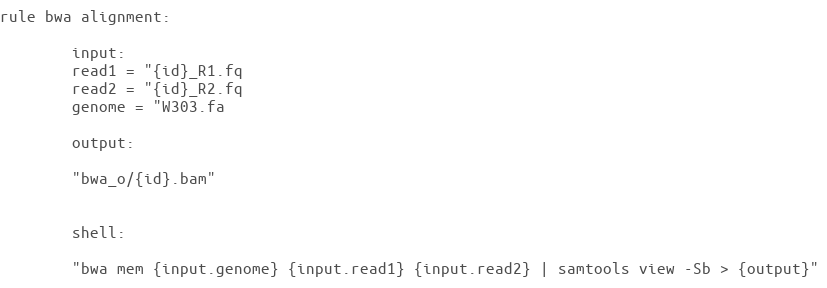 rule bwa alignment:
input:
read1 = "{id}_R1.fq
read2 = "{id}_R2.fq
genome = "W303.fa
output:
"bwa_o/{id}.bam"
shell:
"bwa mem {input.genome} {input.read1} {input.read2} | samtools view -Sb > {output}"